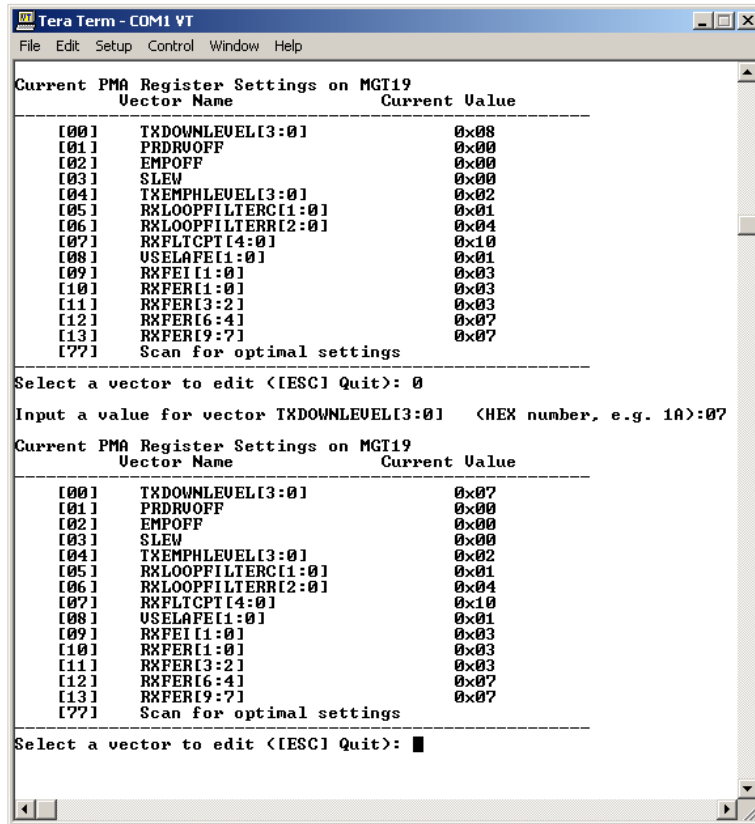 Tera Term - COM1 VT
File Edit Setup Control Window Help
Current PMA Register Settings on MGT19
Vector Name Current Value
------------------------------------------------------------
[00] TXDOWNLEVEL[3:0] 0x08
[01] PRDRVOFF 0x00
[02] EMPOFF 0x00
[03] SLEW 0x00
[04] TXEMPHLEVEL[3:0] 0x02
[05] RXLOOPFILTERC[1:0] 0x01
[06] RXLOOPFILTERR[2:0] 0x04
[07] RXFLTCPT[4:0] 0x10
[08] VSELAFE[1:0] 0x01
[09] RXFEI[1:0] 0x03
[10] RXFER[1:0] 0x03
[11] RXFER[3:2] 0x03
[12] RXFER[6:4] 0x07
[13] RXFER[9:7] 0x07
[77] Scan for optimal settings
------------------------------------------------------------
Select a vector to edit ([ESC] Quit): 0
Input a value for vector TXDOWNLEVEL[3:0] (HEX number, e.g. 1A):07
Current PMA Register Settings on MGT19
Vector Name Current Value
------------------------------------------------------------
[00] TXDOWNLEVEL[3:0] 0x07
[01] PRDRVOFF 0x00
[02] EMPOFF 0x00
[03] SLEW 0x00
[04] TXEMPHLEVEL[3:0] 0x02
[05] RXLOOPFILTERC[1:0] 0x01
[06] RXLOOPFILTERR[2:0] 0x04
[07] RXFLTCPT[4:0] 0x10
[08] VSELAFE[1:0] 0x01
[09] RXFEI[1:0] 0x03
[10] RXFER[1:0] 0x03
[11] RXFER[3:2] 0x03
[12] RXFER[6:4] 0x07
[13] RXFER[9:7] 0x07
[77] Scan for optimal settings
------------------------------------------------------------
Select a vector to edit ([ESC] Quit):